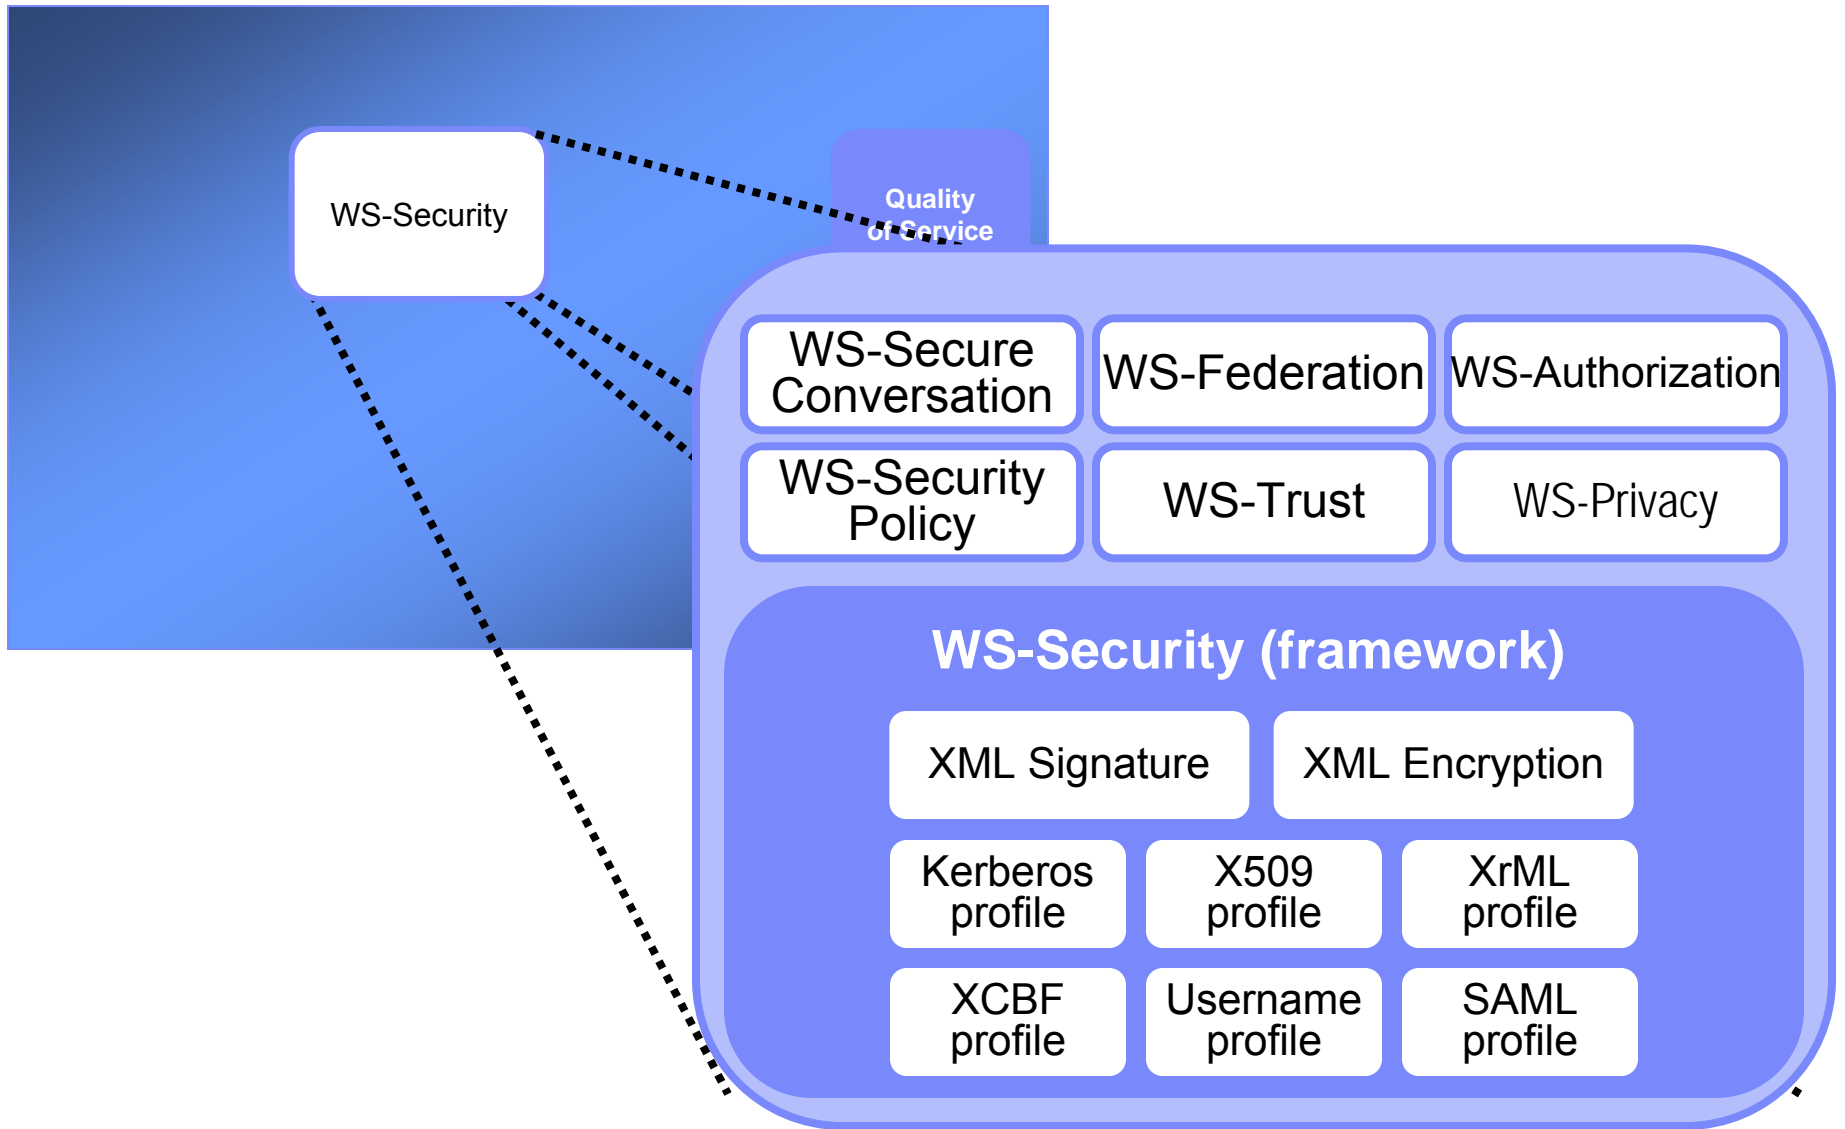 WS-Security
Quality
of Service
WS-Secure
Conversation
WS-Federation
WS-Authorization
WS-Security
Policy
WS-Trust
WS-Privacy
WS-Security (framework)
XML Signature
XML Encryption
Kerberos
profile
X509
profile
XrML
profile
XCBF
profile
Username
profile
SAML
profile